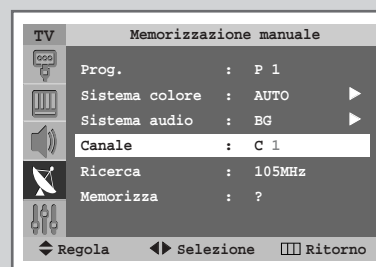 TV Memorizzazione manuale
Prog. : P 1
Sistema colore : AUTO
Sistema audio : BG
Canale : C 1
Ricerca : 105MHz
Memorizza : ?
Regola Selezione Ritorno